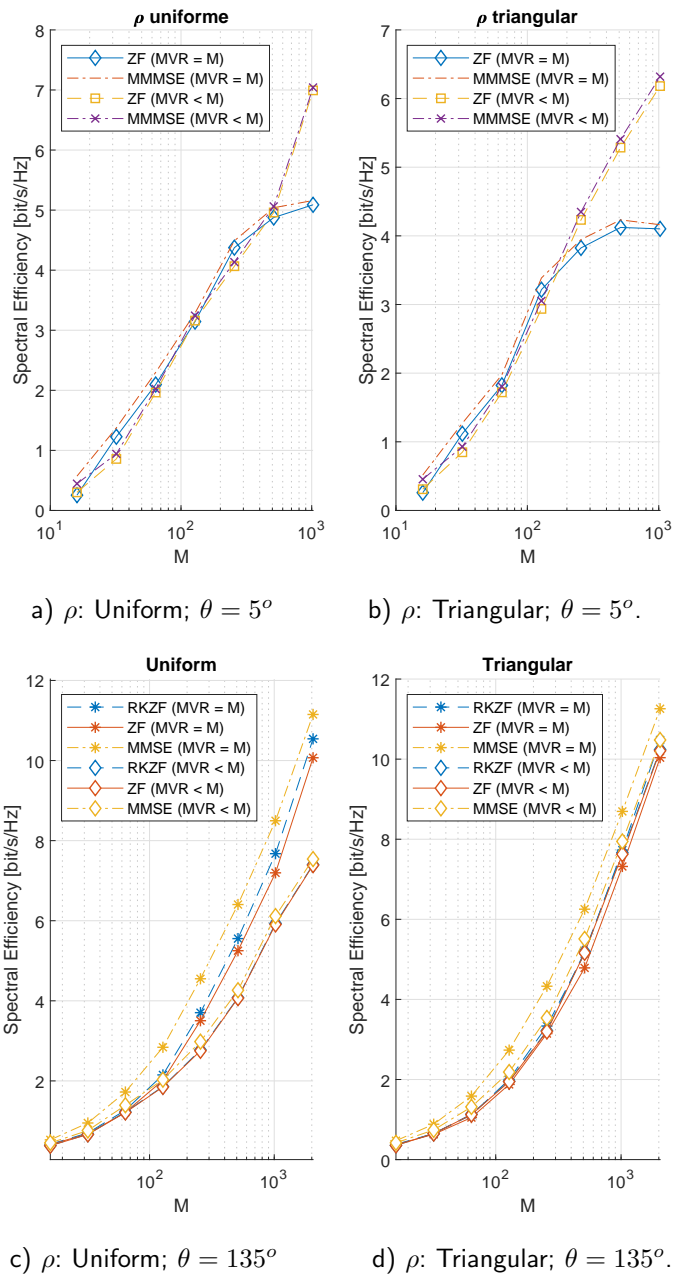 ρ uniforme
Spectral Efficiency [bit/s/Hz]
8
7
6
5
4
3
2
1
0
ZF (MVR = M)
MMMSE (MVR = M)
ZF (MVR < M)
MMMSE (MVR < M)
10^1 10^2 10^3
M
a) ρ: Uniform; θ = 5^o
ρ triangular
Spectral Efficiency [bit/s/Hz]
7
6
5
4
3
2
1
0
ZF (MVR = M)
MMMSE (MVR = M)
ZF (MVR < M)
MMMSE (MVR < M)
10^1 10^2 10^3
M
b) ρ: Triangular; θ = 5^o.
Uniform
Spectral Efficiency [bit/s/Hz]
12
10
8
6
4
2
RKZF (MVR = M)
ZF (MVR = M)
MMSE (MVR = M)
RKZF (MVR < M)
ZF (MVR < M)
MMSE (MVR < M)
10^2 10^3
M
c) ρ: Uniform; θ = 135^o
Triangular
Spectral Efficiency [bit/s/Hz]
12
10
8
6
4
2
0
RKZF (MVR = M)
ZF (MVR = M)
MMSE (MVR = M)
RKZF (MVR < M)
ZF (MVR < M)
MMSE (MVR < M)
10^2 10^3
M
d) ρ: Triangular; θ = 135^o.